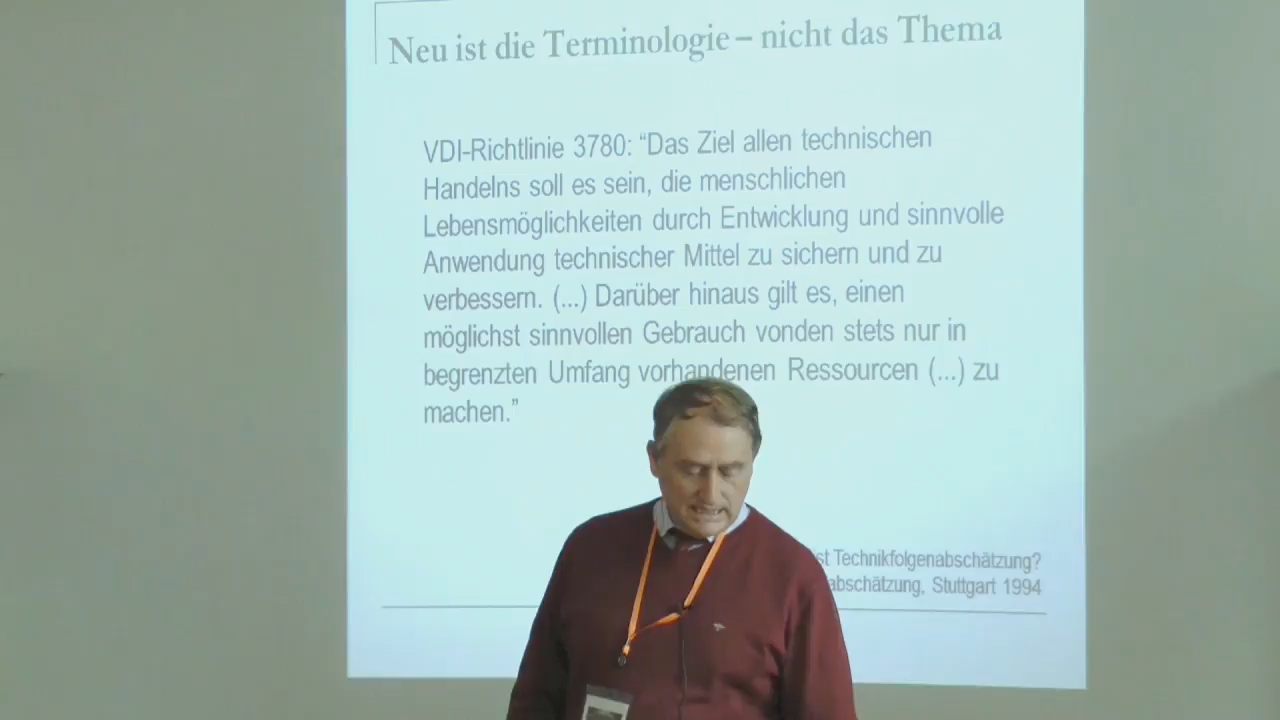 Neu ist die Terminologie – nicht das Thema
VDI-Richtlinie 3780: “Das Ziel allen technischen
Handelns soll es sein, die menschlichen
Lebensmöglichkeiten durch Entwicklung und sinnvolle
Anwendung technischer Mittel zu sichern und zu
verbessern. (...) Darüber hinaus gilt es, einen
möglichst sinnvollen Gebrauch vonden stets nur in
begrenzten Umfang vorhandenen Ressourcen (...) zu
machen.”
st Technikfolgenabschätzung?
abschätzung, Stuttgart 1994